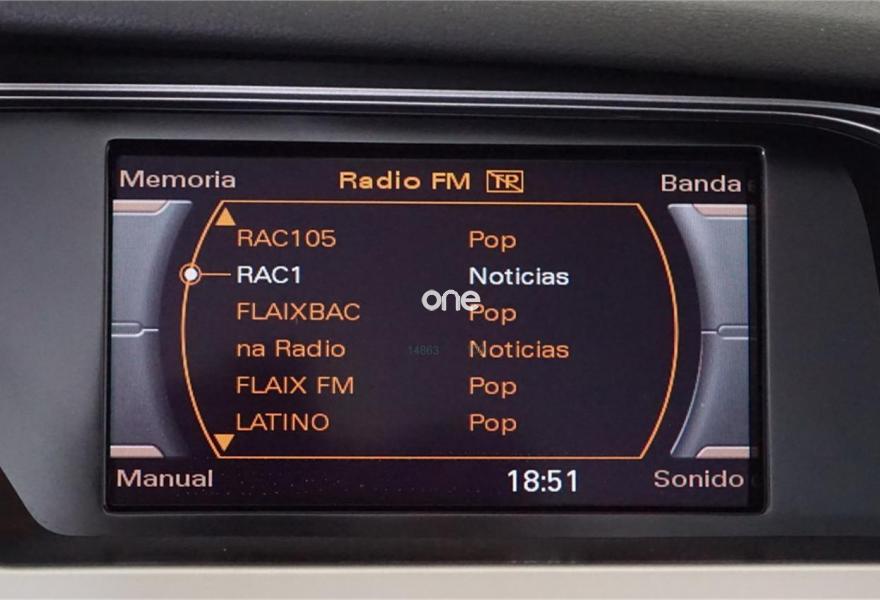 Memoria Radio FM TR Banda
RAC105 Pop
RAC1 Noticias
one
FLAIXBAC Pop
na Radio Noticias
14863
FLAIX FM Pop
LATINO Pop
Manual 18:51 Sonido